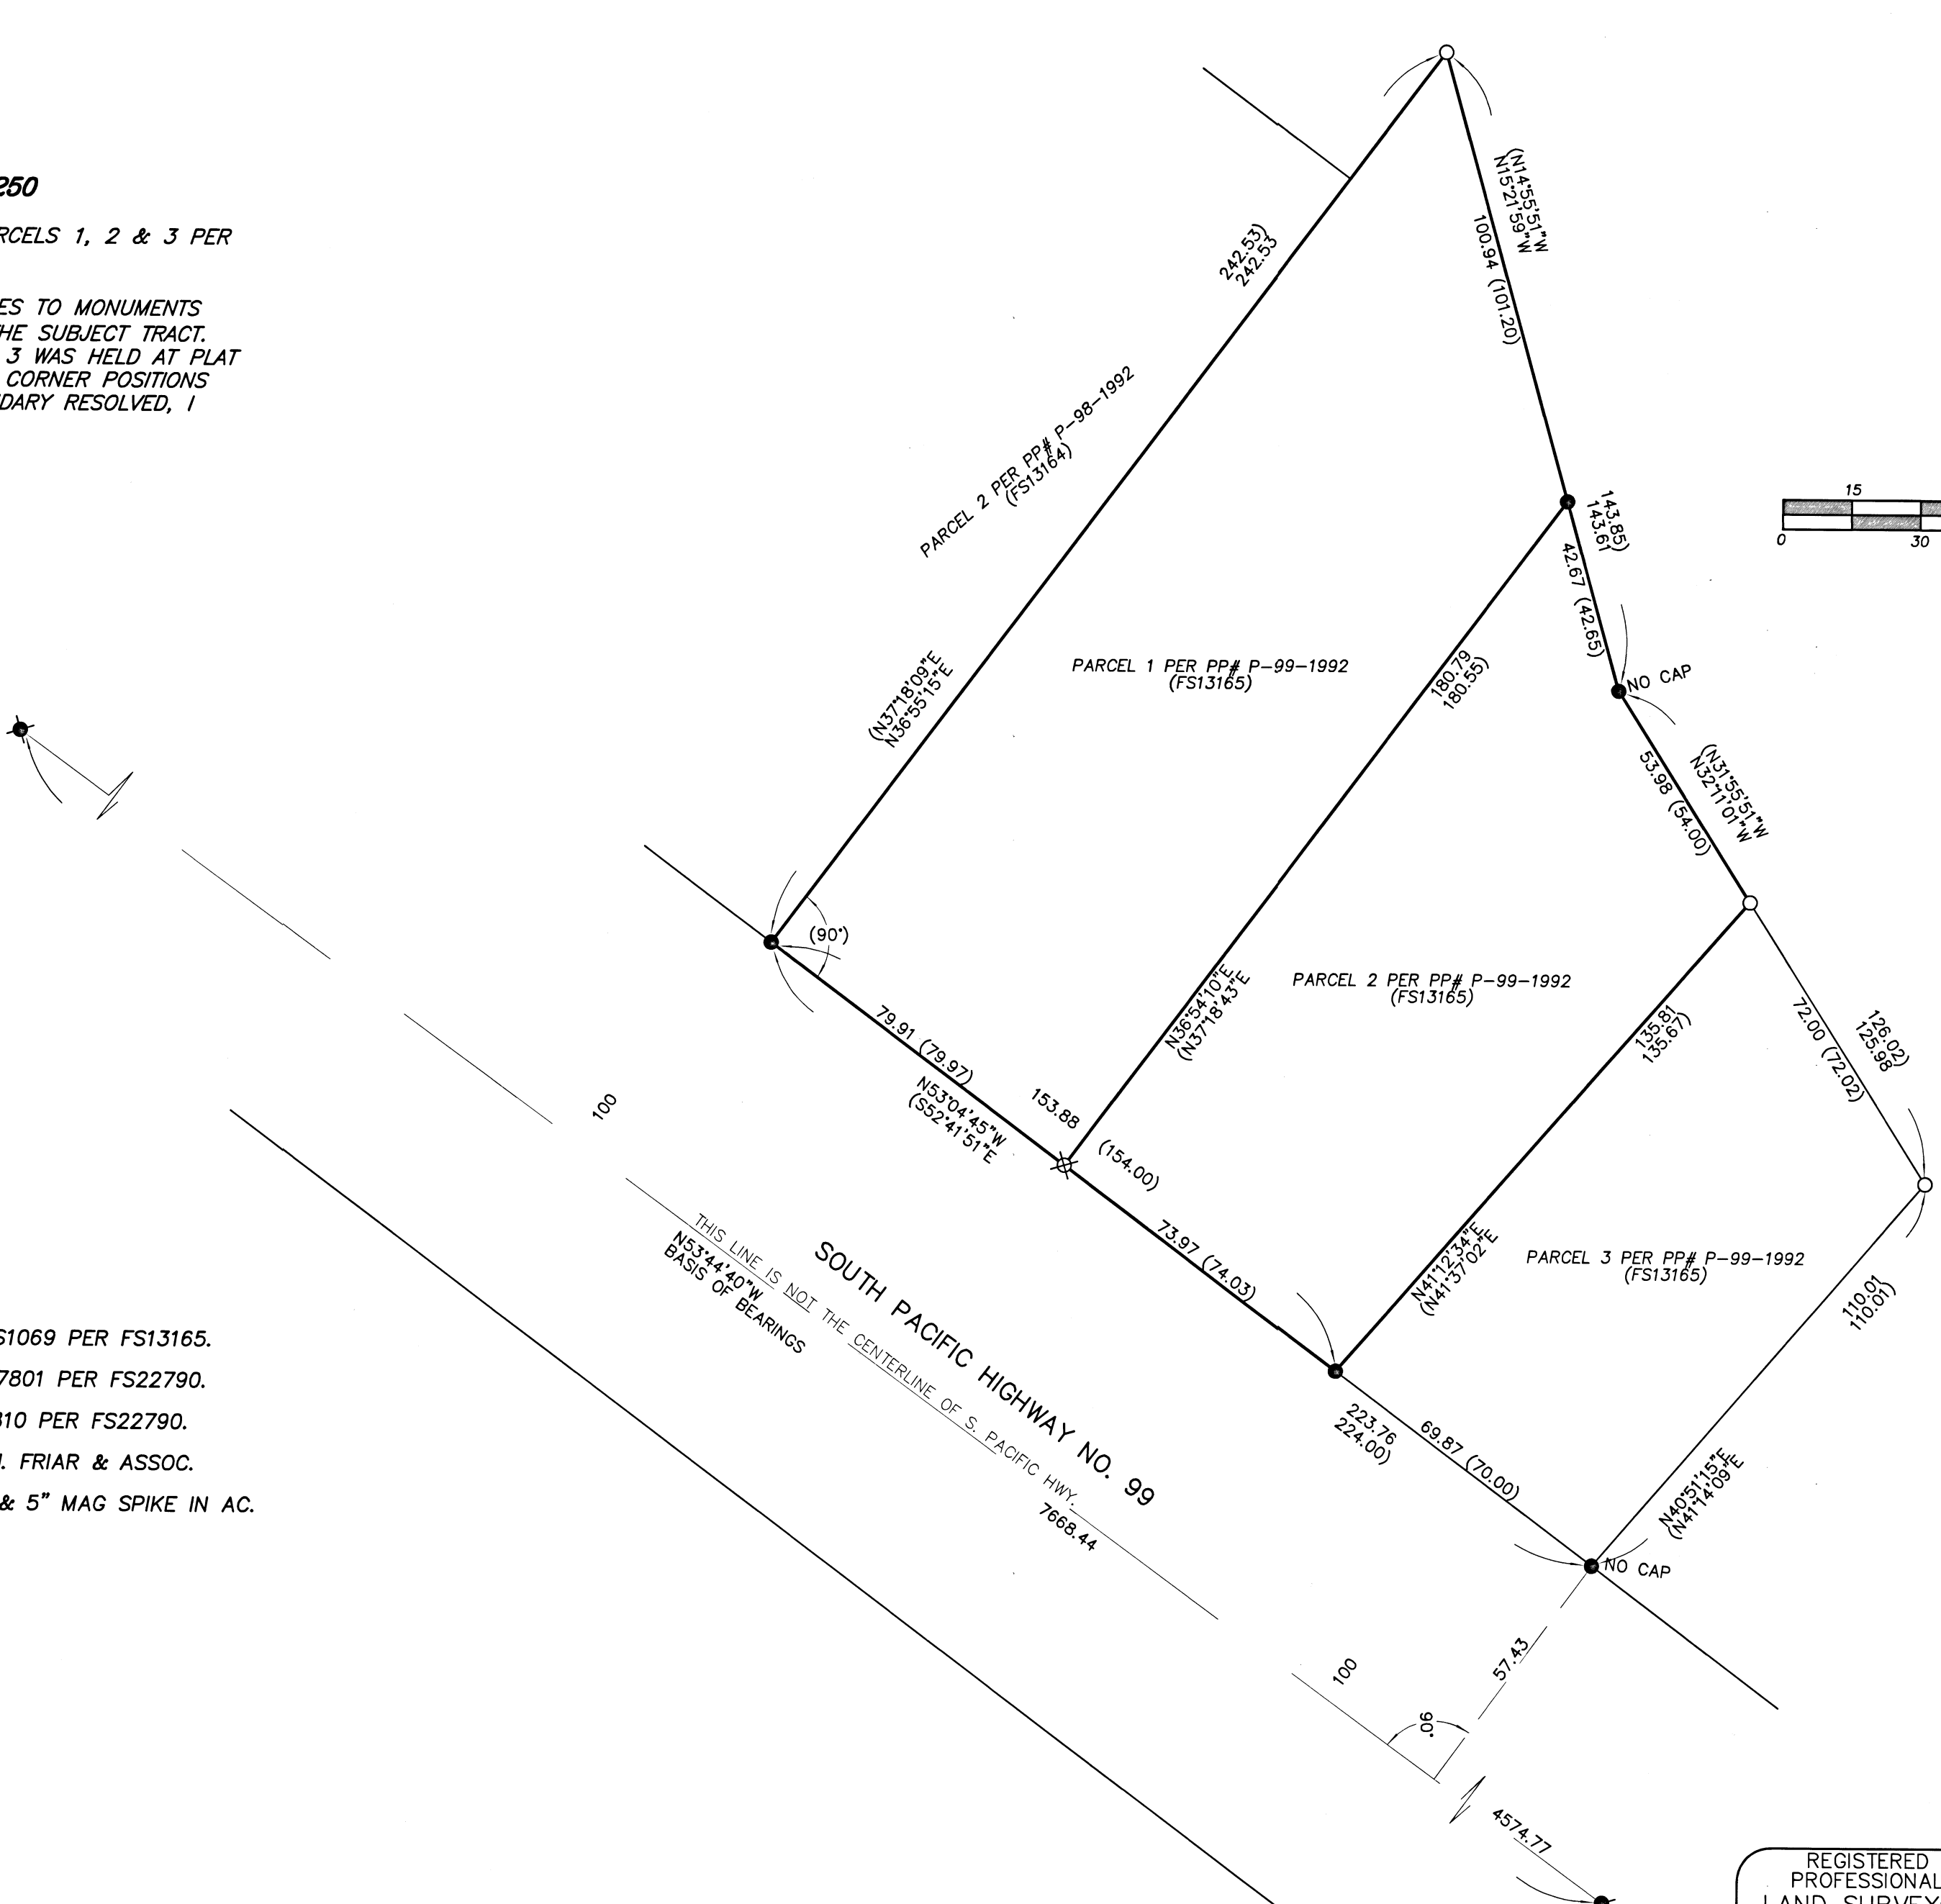 250
RCELS 1, 2 & 3 PER
ES TO MONUMENTS
HE SUBJECT TRACT.
3 WAS HELD AT PLAT
CORNER POSITIONS
DARY RESOLVED, I
(N14°55'51"W
N15°21'59"W
100.94 (101.20)
242.53)
242.53
PARCEL 2 PER PP# P-98-1992
(FS13164)
15
0
30
143.85)
143.61
42.67 (42.65)
NO CAP
PARCEL 1 PER PP# P-99-1992
(FS13165)
180.79
180.55)
(N37°18'09"E
N36°55'15"E
(N31°55'51"W
N32°11'01"W
53.98 (54.00)
(90°)
PARCEL 2 PER PP# P-99-1992
(FS13165)
N36°54'10"E
(N37°18'43"E
135.81
135.67)
126.02)
125.98
72.00 (72.02)
79.91 (79.97)
N53°04'45"W
(S52°41'51"E
153.88
(154.00)
100
73.97 (74.03)
N41°12'34"E
(N41°37'02"E
PARCEL 3 PER PP# P-99-1992
(FS13165)
110.01
110.01)
THIS LINE IS NOT THE CENTERLINE OF S. PACIFIC HWY.
N53°44'40"W
BASIS OF BEARINGS
SOUTH PACIFIC HIGHWAY NO. 99
7668.44
223.76
224.00)
69.87 (70.00)
N40°51'15"E
(N41°14'09"E
NO CAP
S1069 PER FS13165.
7801 PER FS22790.
310 PER FS22790.
. FRIAR & ASSOC.
& 5" MAG SPIKE IN AC.
57.43
100
90°
4574.77
REGISTERED
PROFESSIONAL
LAND SURVEY